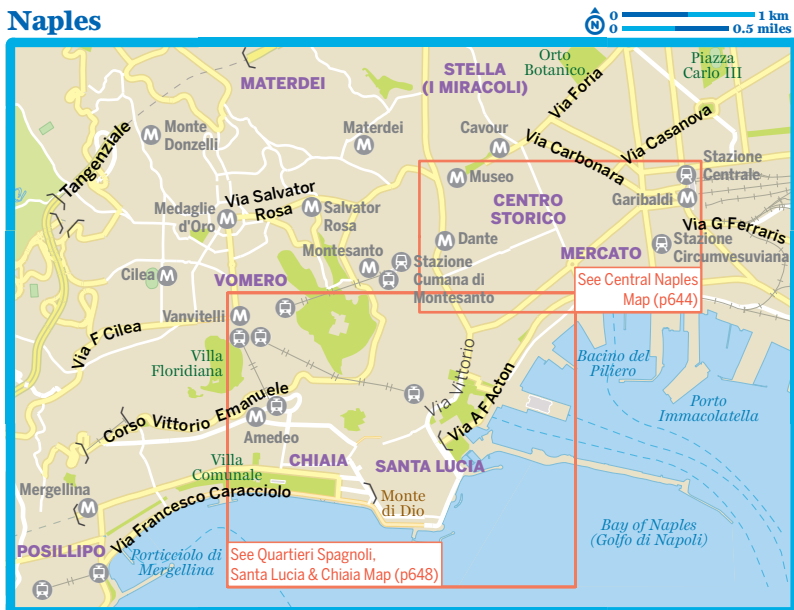 Naples
N
0
1 km
0
0.5 miles
MATERDEI
STELLA
(I MIRACOLI)
Orto
Botanico
Piazza
Carlo III
Via Foria
Via Casanova
Via Carbonara
Tangenziale
M
Monte
Donzelli
Materdei
M
Cavour
M
M
Museo
Stazione
Centrale
CENTRO
STORICO
Garibaldi
M
Via G Ferraris
Via Salvator
Rosa
Medaglie
d'Oro
M
M
Salvator
Rosa
M
Dante
MERCATO
Stazione
Circumvesuviana
Montesanto
M
Stazione
Cumana di
Montesanto
Cilea
M
VOMERO
See Central Naples
Map (p644)
Vanvitelli
M
Via F Cilea
Villa
Floridiana
Via Vittorio
Via A F Acton
Bacino del
Piliero
Porto
Immacolatella
Corso Vittorio Emanuele
M
Amedeo
Villa
Comunale
CHIAIA
SANTA LUCIA
Mergellina
M
Via Francesco Caracciolo
Monte
di Dio
Bay of Naples
(Golfo di Napoli)
POSILLIPO
Porticciolo di
Mergellina
See Quartieri Spagnoli,
Santa Lucia & Chiaia Map (p648)